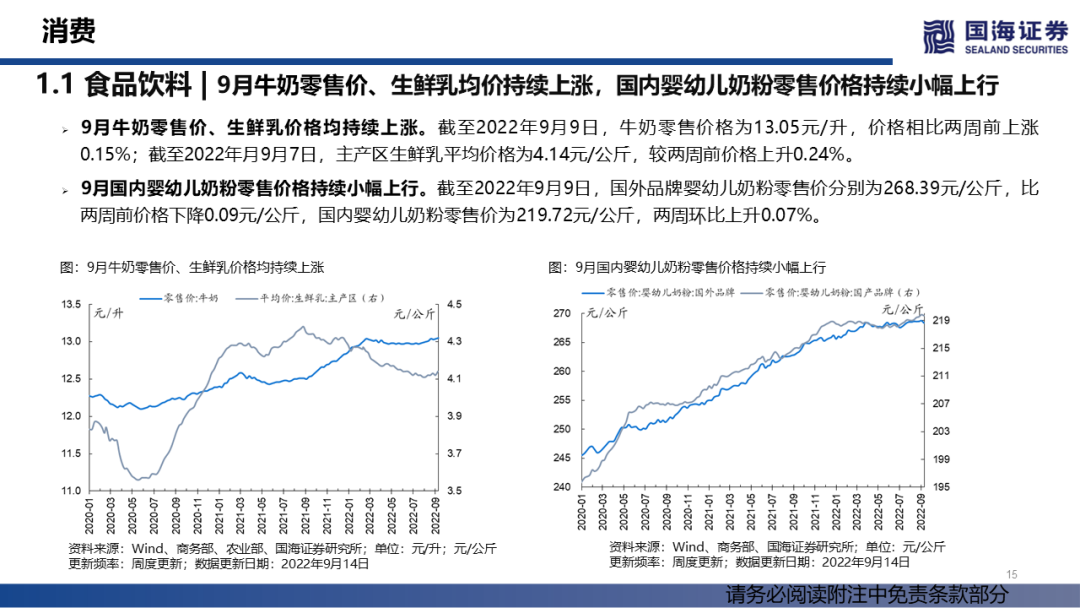 消费
国海证券
SEALAND SECURITIES
1.1 食品饮料 | 9月牛奶零售价、生鲜乳均价持续上涨，国内婴幼儿奶粉零售价格持续小幅上行
9月牛奶零售价、生鲜乳价格均持续上涨。截至2022年9月9日，牛奶零售价格为13.05元/升，价格相比两周前上涨
0.15%；截至2022年月9月7日，主产区生鲜乳平均价格为4.14元/公斤，较两周前价格上升0.24%。
9月国内婴幼儿奶粉零售价格持续小幅上行。截至2022年9月9日，国外品牌婴幼儿奶粉零售价分别为268.39元/公斤，比
两周前价格下降0.09元/公斤，国内婴幼儿奶粉零售价为219.72元/公斤，两周环比上升0.07%。
图：9月牛奶零售价、生鲜乳价格均持续上涨
零售价:牛奶 平均价:生鲜乳:主产区（右）
元/升 元/公斤
13.5 4.5
13.0 4.3
12.5 4.1
12.0 3.9
11.5 3.7
11.0 3.5
2020-01 2020-03 2020-05 2020-07 2020-09 2020-11 2021-01 2021-03 2021-05 2021-07 2021-09 2021-11 2022-01 2022-03 2022-05 2022-07 2022-09
资料来源：Wind、商务部、农业部、国海证券研究所；单位：元/升；元/公斤
更新频率：周度更新；数据更新日期：2022年9月14日
图：9月国内婴幼儿奶粉零售价格持续小幅上行
零售价:婴幼儿奶粉:国外品牌 零售价:婴幼儿奶粉:国产品牌（右）
元/公斤 元/公斤
270 219
265 215
260 211
255 207
250 203
245 199
240 195
2020-01 2020-03 2020-05 2020-07 2020-09 2020-11 2021-01 2021-03 2021-05 2021-07 2021-09 2021-11 2022-01 2022-03 2022-05 2022-07 2022-09
资料来源：Wind、商务部、国海证券研究所；单位：元/公斤
更新频率：周度更新；数据更新日期：2022年9月14日
15
请务必阅读附注中免责条款部分